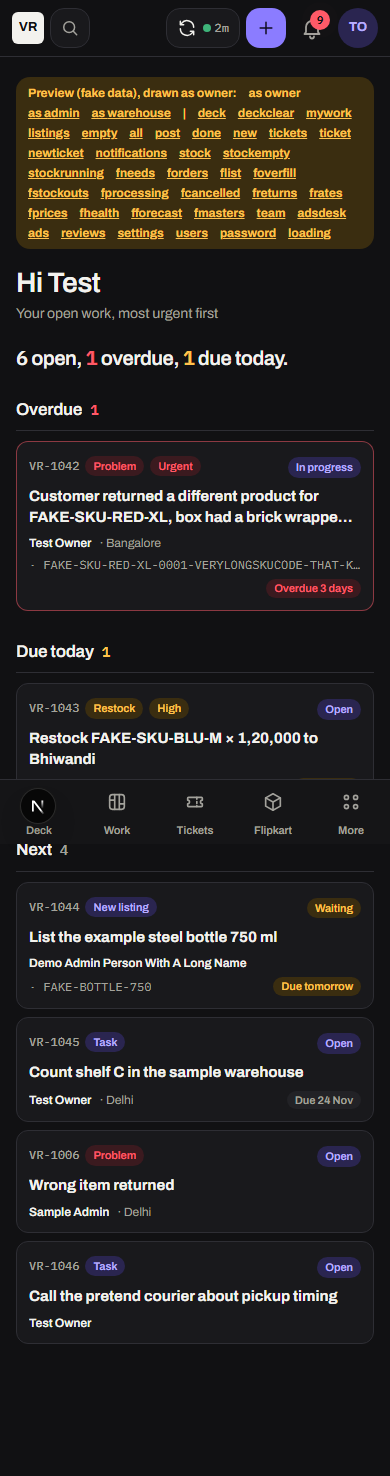 VR
2m
9
TO
Preview (fake data), drawn as owner: as owner
as admin as warehouse | deck deckclear mywork
listings empty all post done new tickets ticket
newticket notifications stock stockempty
stockrunning fneeds forders flist foverfill
fstockouts fprocessing fcancelled freturns frates
fprices fhealth fforecast fmasters team adsdesk
ads reviews settings users password loading
Hi Test
Your open work, most urgent first
6 open, 1 overdue, 1 due today.
Overdue 1
VR-1042 Problem Urgent In progress
Customer returned a different product for
FAKE-SKU-RED-XL, box had a brick wrappe…
Test Owner · Bangalore
· FAKE-SKU-RED-XL-0001-VERYLONGSKUCODE-THAT-K…
Overdue 3 days
Due today 1
VR-1043 Restock High Open
Restock FAKE-SKU-BLU-M × 1,20,000 to
Bhiwandi
N
Deck Work Tickets Flipkart More
Next 4
VR-1044 New listing Waiting
List the example steel bottle 750 ml
Demo Admin Person With A Long Name
· FAKE-BOTTLE-750 Due tomorrow
VR-1045 Task Open
Count shelf C in the sample warehouse
Test Owner · Delhi Due 24 Nov
VR-1006 Problem Open
Wrong item returned
Sample Admin · Delhi
VR-1046 Task Open
Call the pretend courier about pickup timing
Test Owner